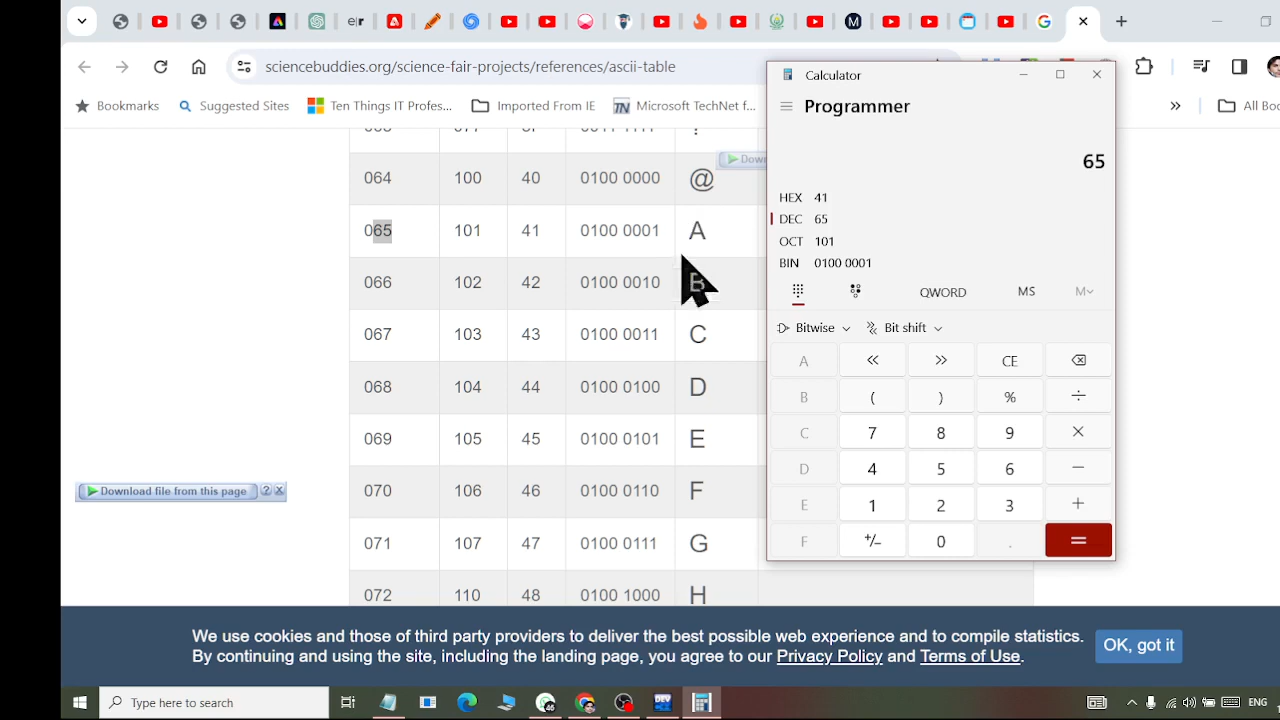 sciencebuddies.org/science-fair-projects/references/ascii-table
Bookmarks Suggested Sites Ten Things IT Profes... Imported From IE Microsoft TechNet f... » All Boo
064 100 40 0100 0000 @
065 101 41 0100 0001 A
066 102 42 0100 0010 B
067 103 43 0100 0011 C
068 104 44 0100 0100 D
069 105 45 0100 0101 E
070 106 46 0100 0110 F
071 107 47 0100 0111 G
072 110 48 0100 1000 H
Download file from this page ? X
Calculator
Programmer
65
HEX 41
DEC 65
OCT 101
BIN 0100 0001
QWORD MS M
Bitwise Bit shift
A << >> CE
B ( ) % ÷
C 7 8 9 ×
D 4 5 6 −
E 1 2 3 +
F +/− 0 . =
We use cookies and those of third party providers to deliver the best possible web experience and to compile statistics.
By continuing and using the site, including the landing page, you agree to our Privacy Policy and Terms of Use.
OK, got it
Type here to search
ENG